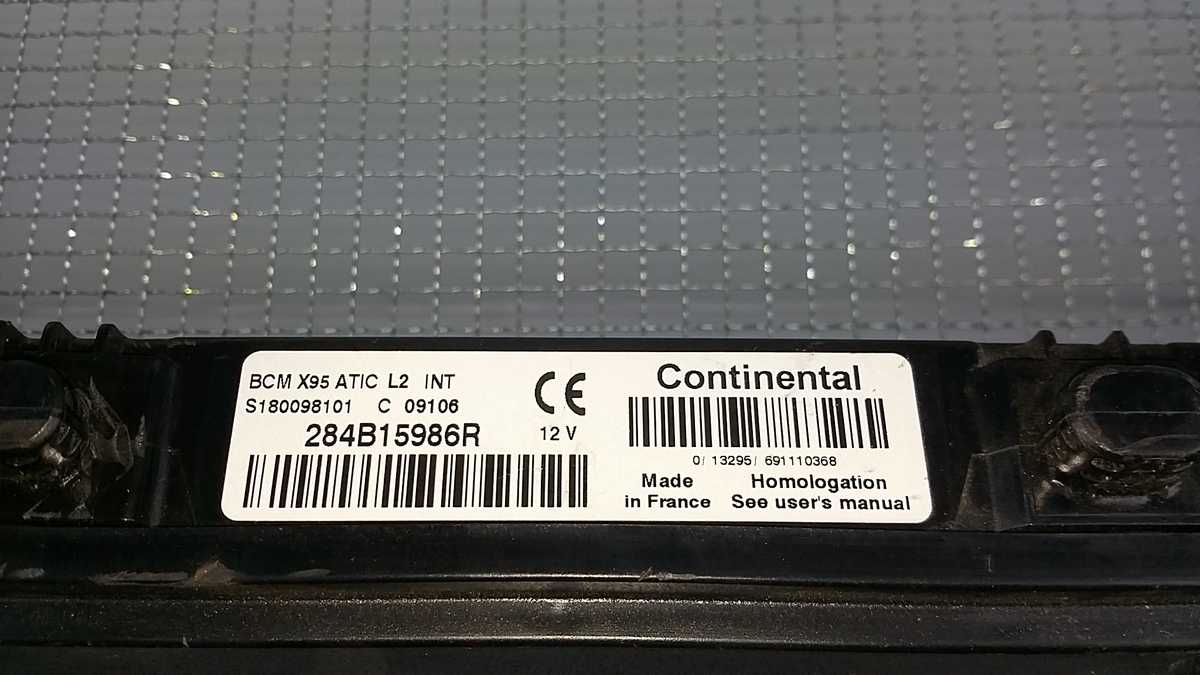 BCM X95 ATIC L2 INT
S180098101 C 09106
284B15986R
CE
12 V
Continental
0/ 13295/ 691110368
Made
in France
Homologation
See user's manual